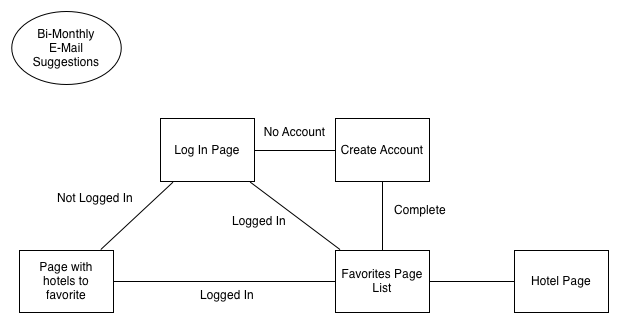 Bi-Monthly
E-Mail
Suggestions
Log In Page
No Account
Create Account
Not Logged In
Logged In
Complete
Page with
hotels to
favorite
Logged In
Favorites Page
List
Hotel Page